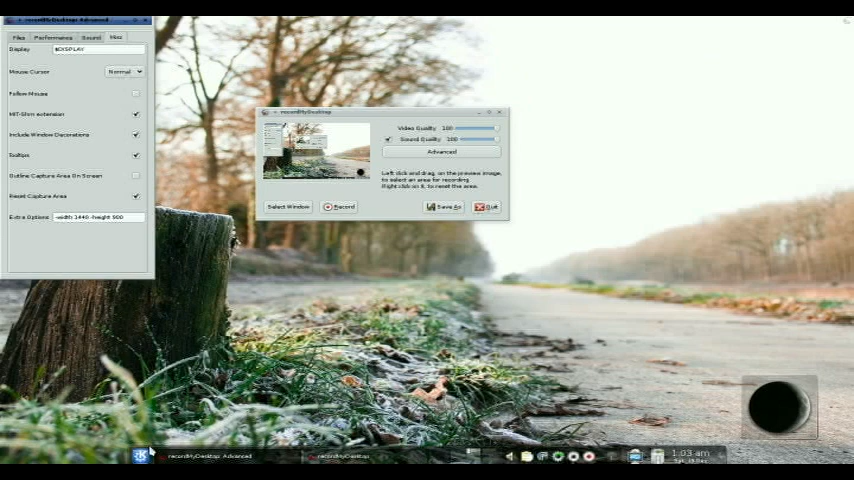 recordMyDesktop: Advanced
Files Performance Sound Misc
Display $DISPLAY
Mouse Cursor Normal
Follow Mouse
MIT-Shm extension
Include Window Decorations
Tooltips
Outline Capture Area On Screen
Reset Capture Area
Extra Options -width 1440 -height 900
recordMyDesktop
Video Quality 100
Sound Quality 100
Advanced
Left click and drag, on the preview image,
to select an area for recording.
Right click on it, to reset the area.
Select Window Record Save As Quit
recordMyDesktop: Advanced recordMyDesktop 1:03 am